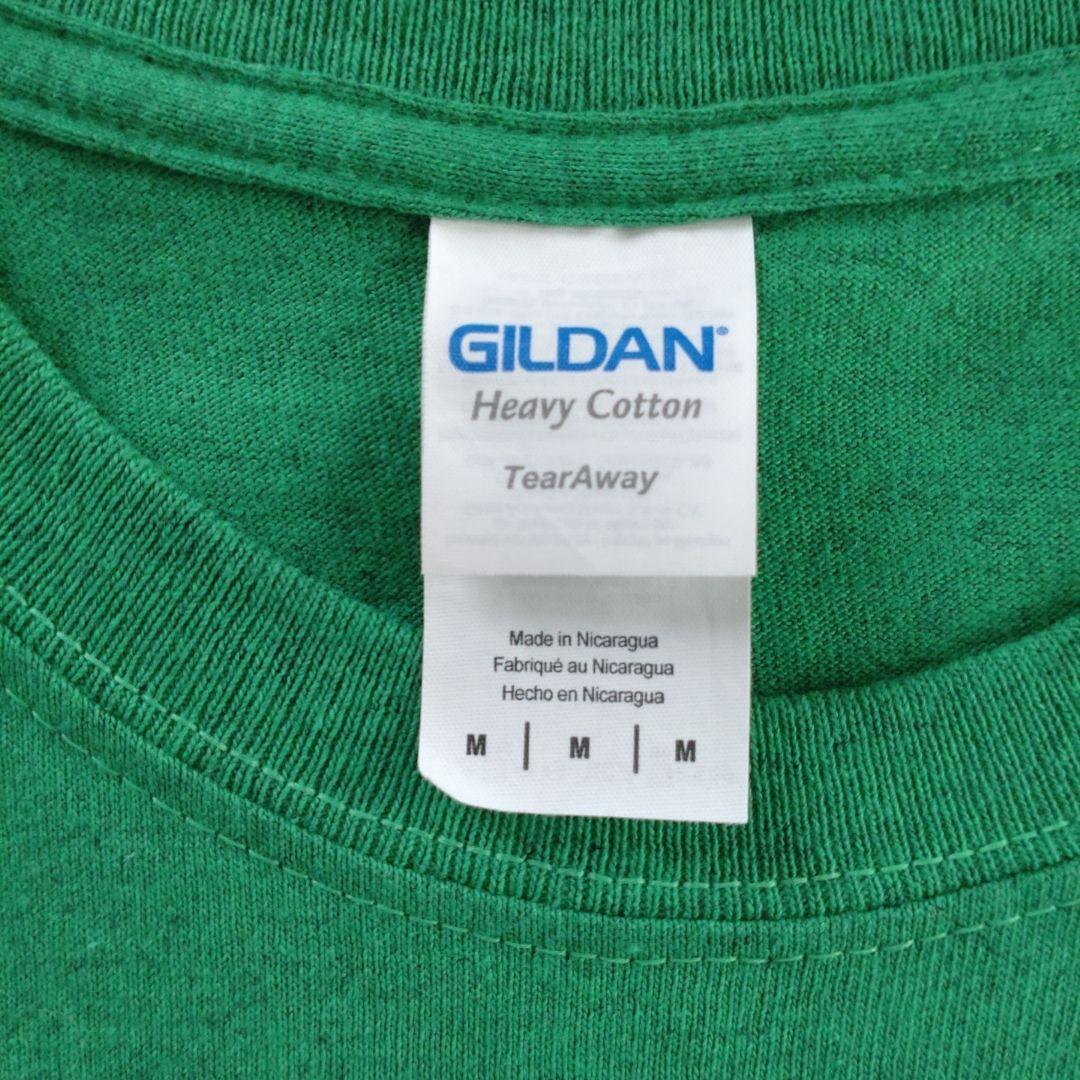 GILDAN®
Heavy Cotton
TearAway
Made in Nicaragua
Fabriqué au Nicaragua
Hecho en Nicaragua
M | M | M